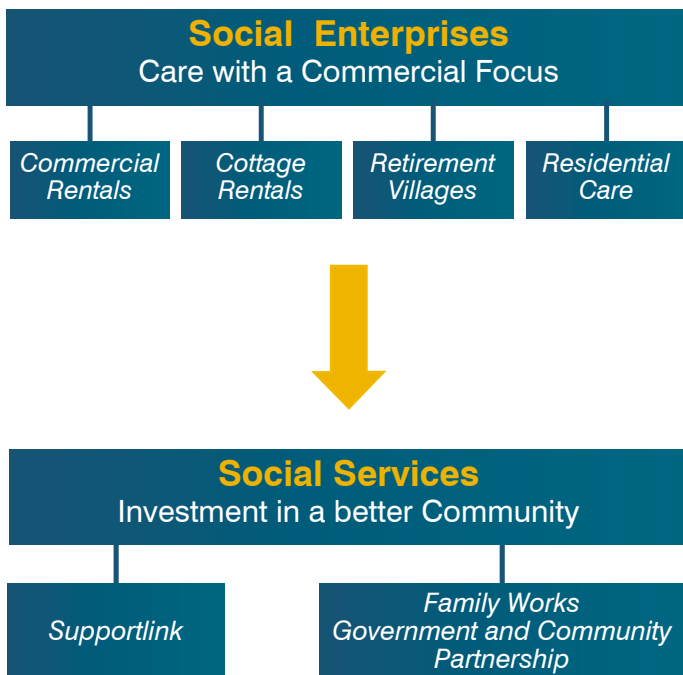 Social Enterprises
Care with a Commercial Focus
Commercial
Rentals
Cottage
Rentals
Retirement
Villages
Residential
Care
Social Services
Investment in a better Community
Supportlink
Family Works
Government and Community
Partnership